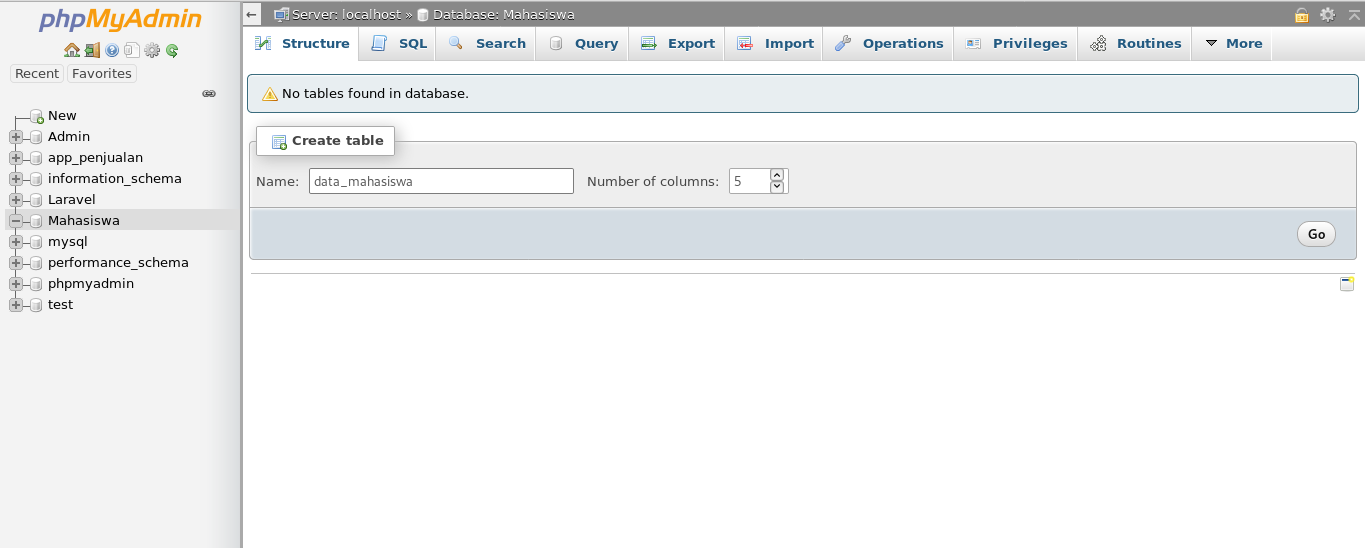 phpMyAdmin
Recent Favorites
New
Admin
app_penjualan
information_schema
Laravel
Mahasiswa
mysql
performance_schema
phpmyadmin
test
Server: localhost » Database: Mahasiswa
Structure SQL Search Query Export Import Operations Privileges Routines More
No tables found in database.
Create table
Name: data_mahasiswa Number of columns: 5
Go